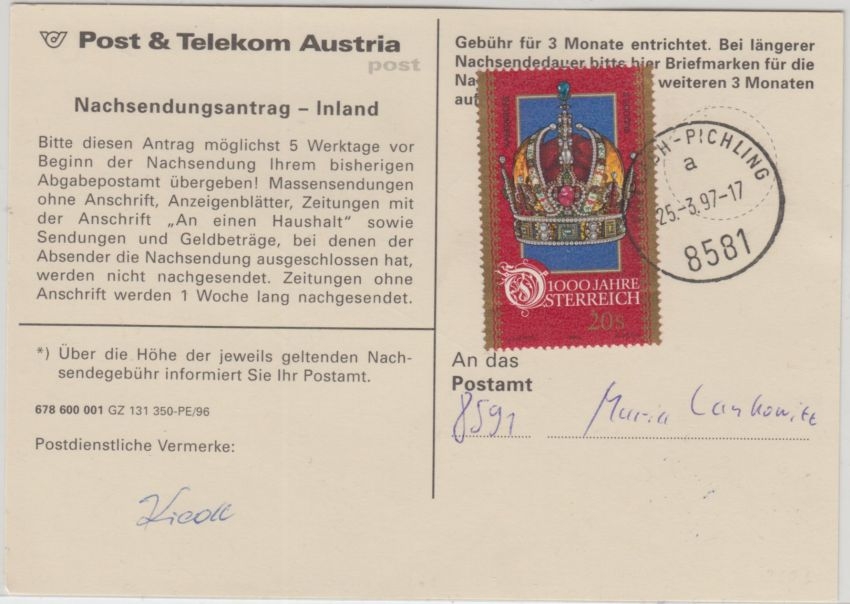 Post & Telekom Austria
post
Nachsendungsantrag – Inland
Bitte diesen Antrag möglichst 5 Werktage vor
Beginn der Nachsendung Ihrem bisherigen
Abgabepostamt übergeben! Massensendungen
ohne Anschrift, Anzeigenblätter, Zeitungen mit
der Anschrift „An einen Haushalt" sowie
Sendungen und Geldbeträge, bei denen der
Absender die Nachsendung ausgeschlossen hat,
werden nicht nachgesendet. Zeitungen ohne
Anschrift werden 1 Woche lang nachgesendet.
*) Über die Höhe der jeweils geltenden Nach-
sendegebühr informiert Sie Ihr Postamt.
678 600 001 GZ 131 350-PE/96
Postdienstliche Vermerke:
Gebühr für 3 Monate entrichtet. Bei längerer
Nachsendedauer bitte hier Briefmarken für die
weiteren 3 Monaten
1000 JAHRE
ÖSTERREICH
20s
-PICHLING
a
25.-3.97-17
8581
An das
Postamt
8591 Maria Lankowitz